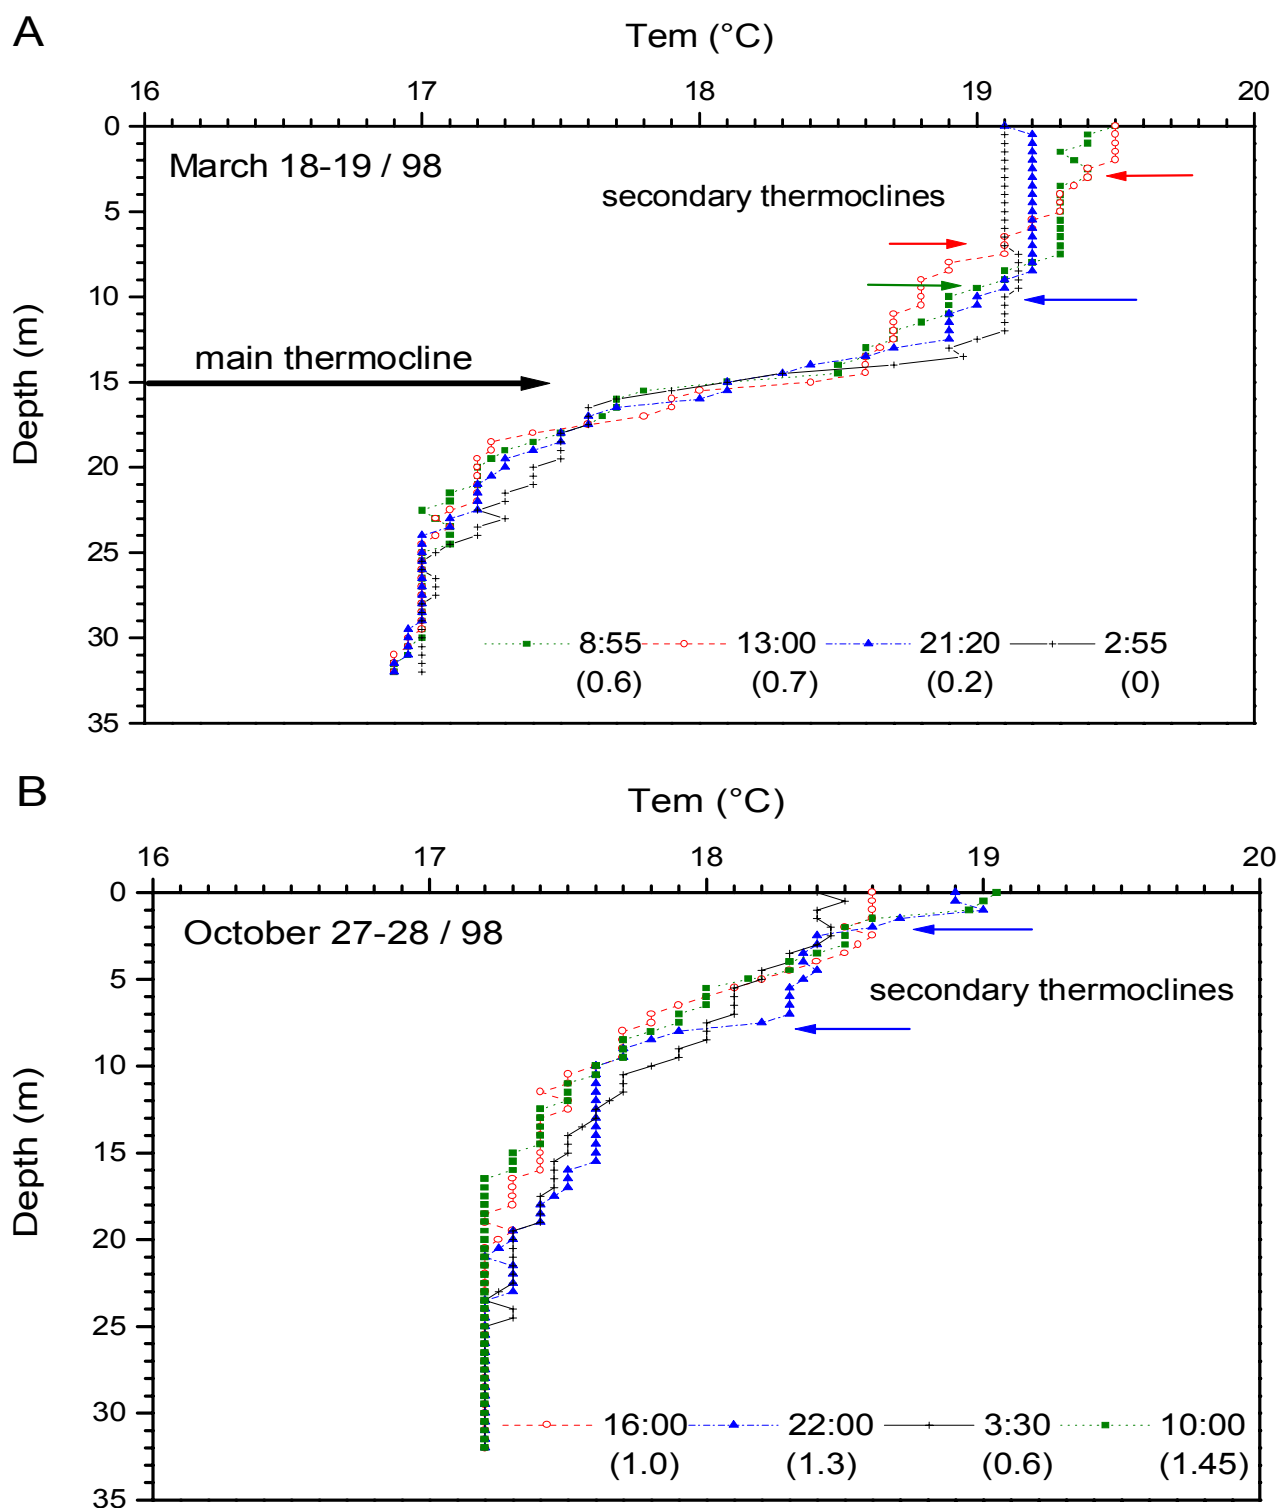 A
Tem (°C)
16 17 18 19 20
0
March 18-19 / 98
secondary thermoclines
5
10
main thermocline
15
Depth (m)
20
25
30
8:55 13:00 21:20 2:55
(0.6) (0.7) (0.2) (0)
35
B
Tem (°C)
16 17 18 19 20
0
October 27-28 / 98
5
secondary thermoclines
10
15
Depth (m)
20
25
30
16:00 22:00 3:30 10:00
(1.0) (1.3) (0.6) (1.45)
35